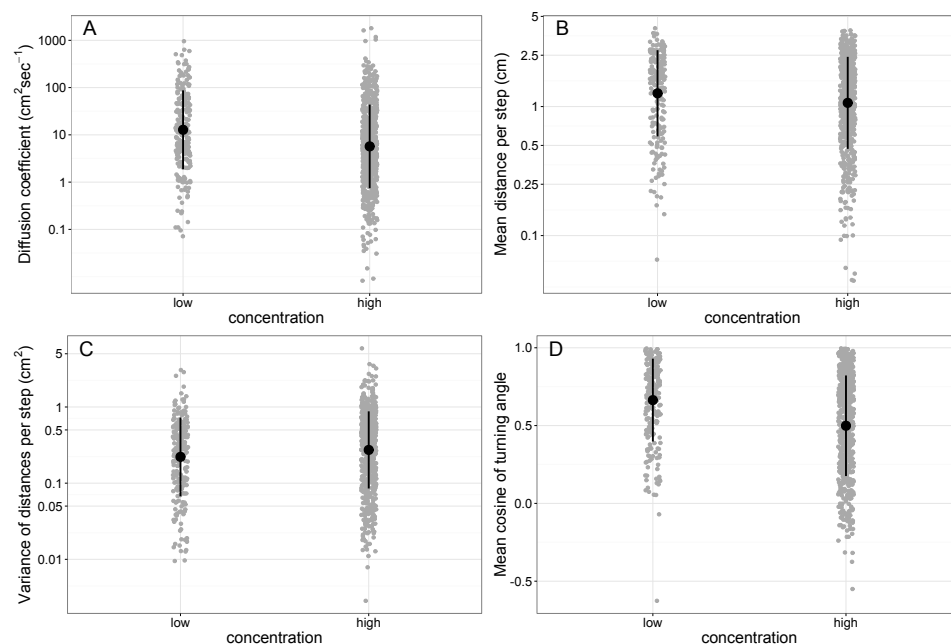 A
Diffusion coefficient (cm²sec⁻¹)
1000
100
10
1
0.1
low
high
concentration
B
Mean distance per step (cm)
5
2.5
1
0.5
0.25
0.1
low
high
concentration
C
Variance of distances per step (cm²)
5
1
0.5
0.1
0.05
0.01
low
high
concentration
D
Mean cosine of turning angle
1.0
0.5
0.0
-0.5
low
high
concentration